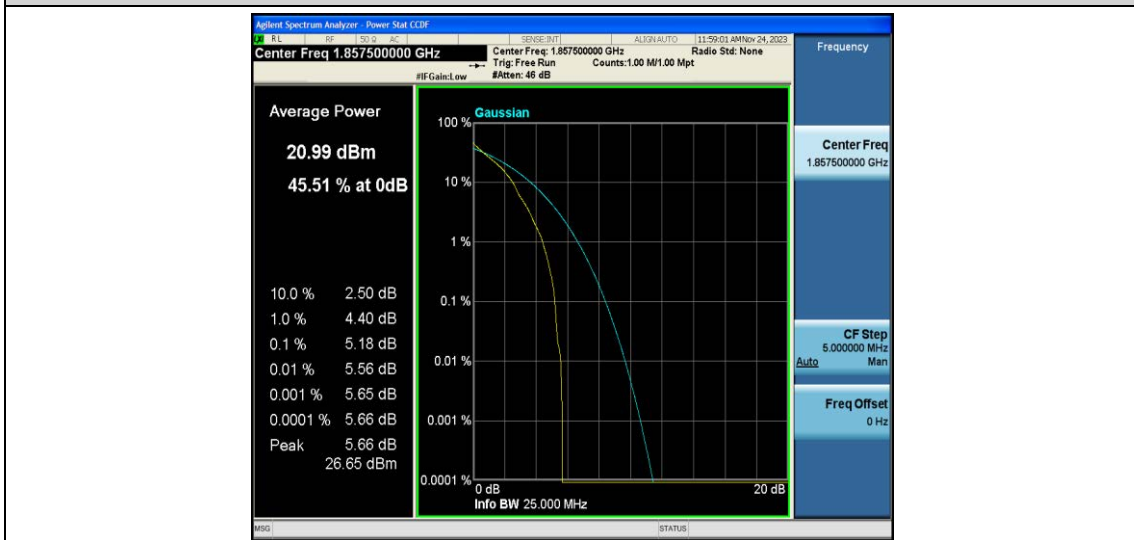 Agilent Spectrum Analyzer - Power Stat CCDF
RL RF 50 Ω AC SENSE:INT ALIGN AUTO 11:59:01 AM Nov 24, 2023
Center Freq 1.857500000 GHz
Center Freq: 1.857500000 GHz Radio Std: None
Trig: Free Run Counts:1.00 M/1.00 Mpt
#IFGain:Low #Atten: 46 dB
Frequency
Average Power
20.99 dBm
45.51 % at 0dB
10.0 % 2.50 dB
1.0 % 4.40 dB
0.1 % 5.18 dB
0.01 % 5.56 dB
0.001 % 5.65 dB
0.0001 % 5.66 dB
Peak 5.66 dB
26.65 dBm
Gaussian
100 %
10 %
1 %
0.1 %
0.01 %
0.001 %
0.0001 %
0 dB 20 dB
Info BW 25.000 MHz
Center Freq
1.857500000 GHz
CF Step
5.000000 MHz
Auto Man
Freq Offset
0 Hz
MSG STATUS